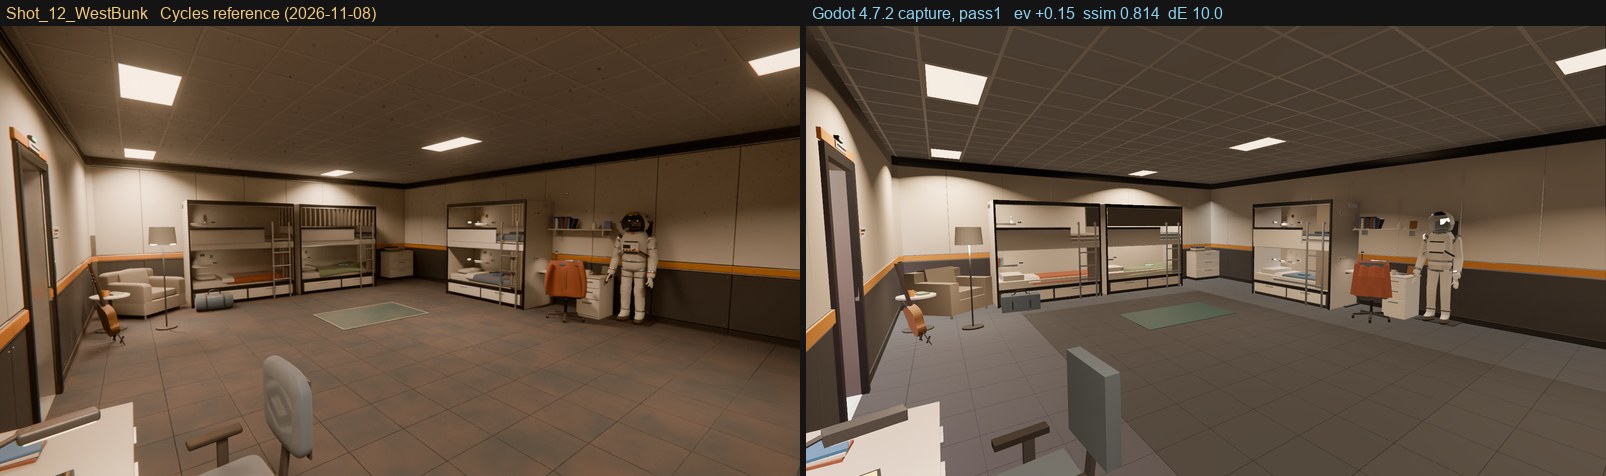 Shot_12_WestBunk   Cycles reference (2026-11-08)
Godot 4.7.2 capture, pass1   ev +0.15  ssim 0.814  dE 10.0